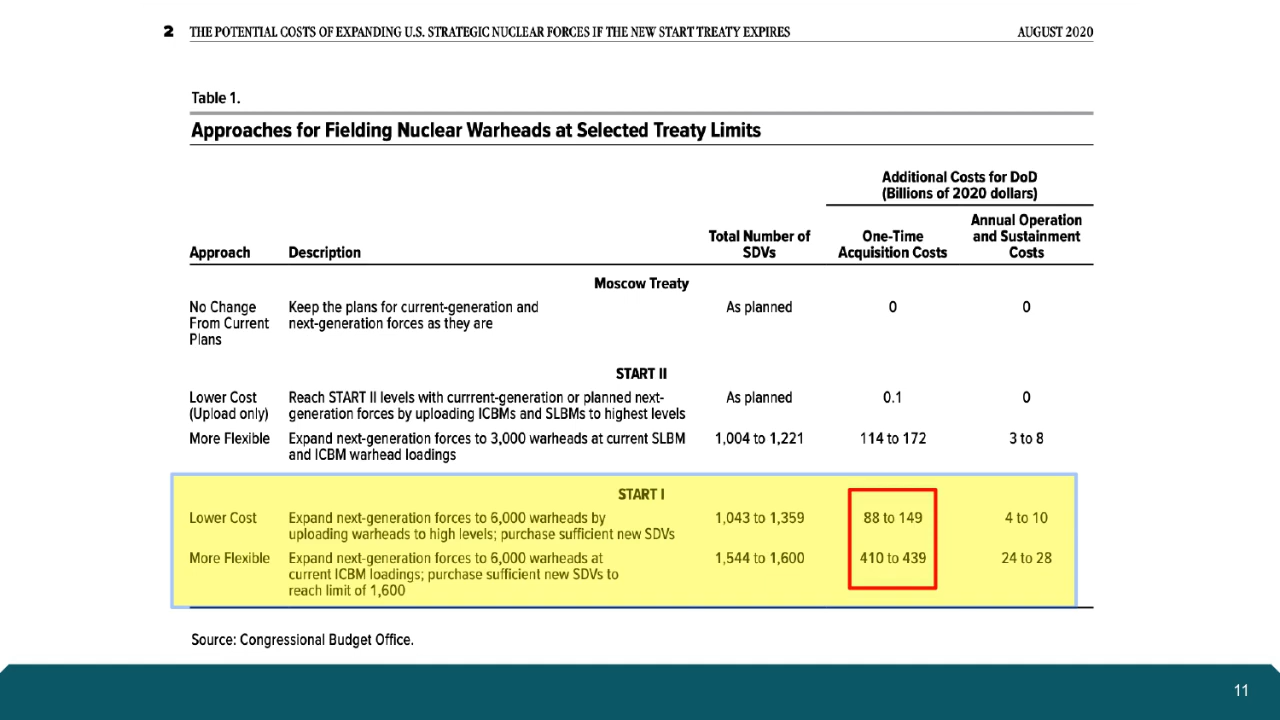 2 THE POTENTIAL COSTS OF EXPANDING U.S. STRATEGIC NUCLEAR FORCES IF THE NEW START TREATY EXPIRES AUGUST 2020
Table 1.
Approaches for Fielding Nuclear Warheads at Selected Treaty Limits
Additional Costs for DoD
(Billions of 2020 dollars)
Approach Description Total Number of SDVs One-Time Acquisition Costs Annual Operation and Sustainment Costs
Moscow Treaty
No Change Keep the plans for current-generation and As planned 0 0
From Current next-generation forces as they are
Plans
START II
Lower Cost Reach START II levels with currrent-generation or planned next- As planned 0.1 0
(Upload only) generation forces by uploading ICBMs and SLBMs to highest levels
More Flexible Expand next-generation forces to 3,000 warheads at current SLBM 1,004 to 1,221 114 to 172 3 to 8
and ICBM warhead loadings
START I
Lower Cost Expand next-generation forces to 6,000 warheads by 1,043 to 1,359 88 to 149 4 to 10
uploading warheads to high levels; purchase sufficient new SDVs
More Flexible Expand next-generation forces to 6,000 warheads at 1,544 to 1,600 410 to 439 24 to 28
current ICBM loadings; purchase sufficient new SDVs to
reach limit of 1,600
Source: Congressional Budget Office.
11